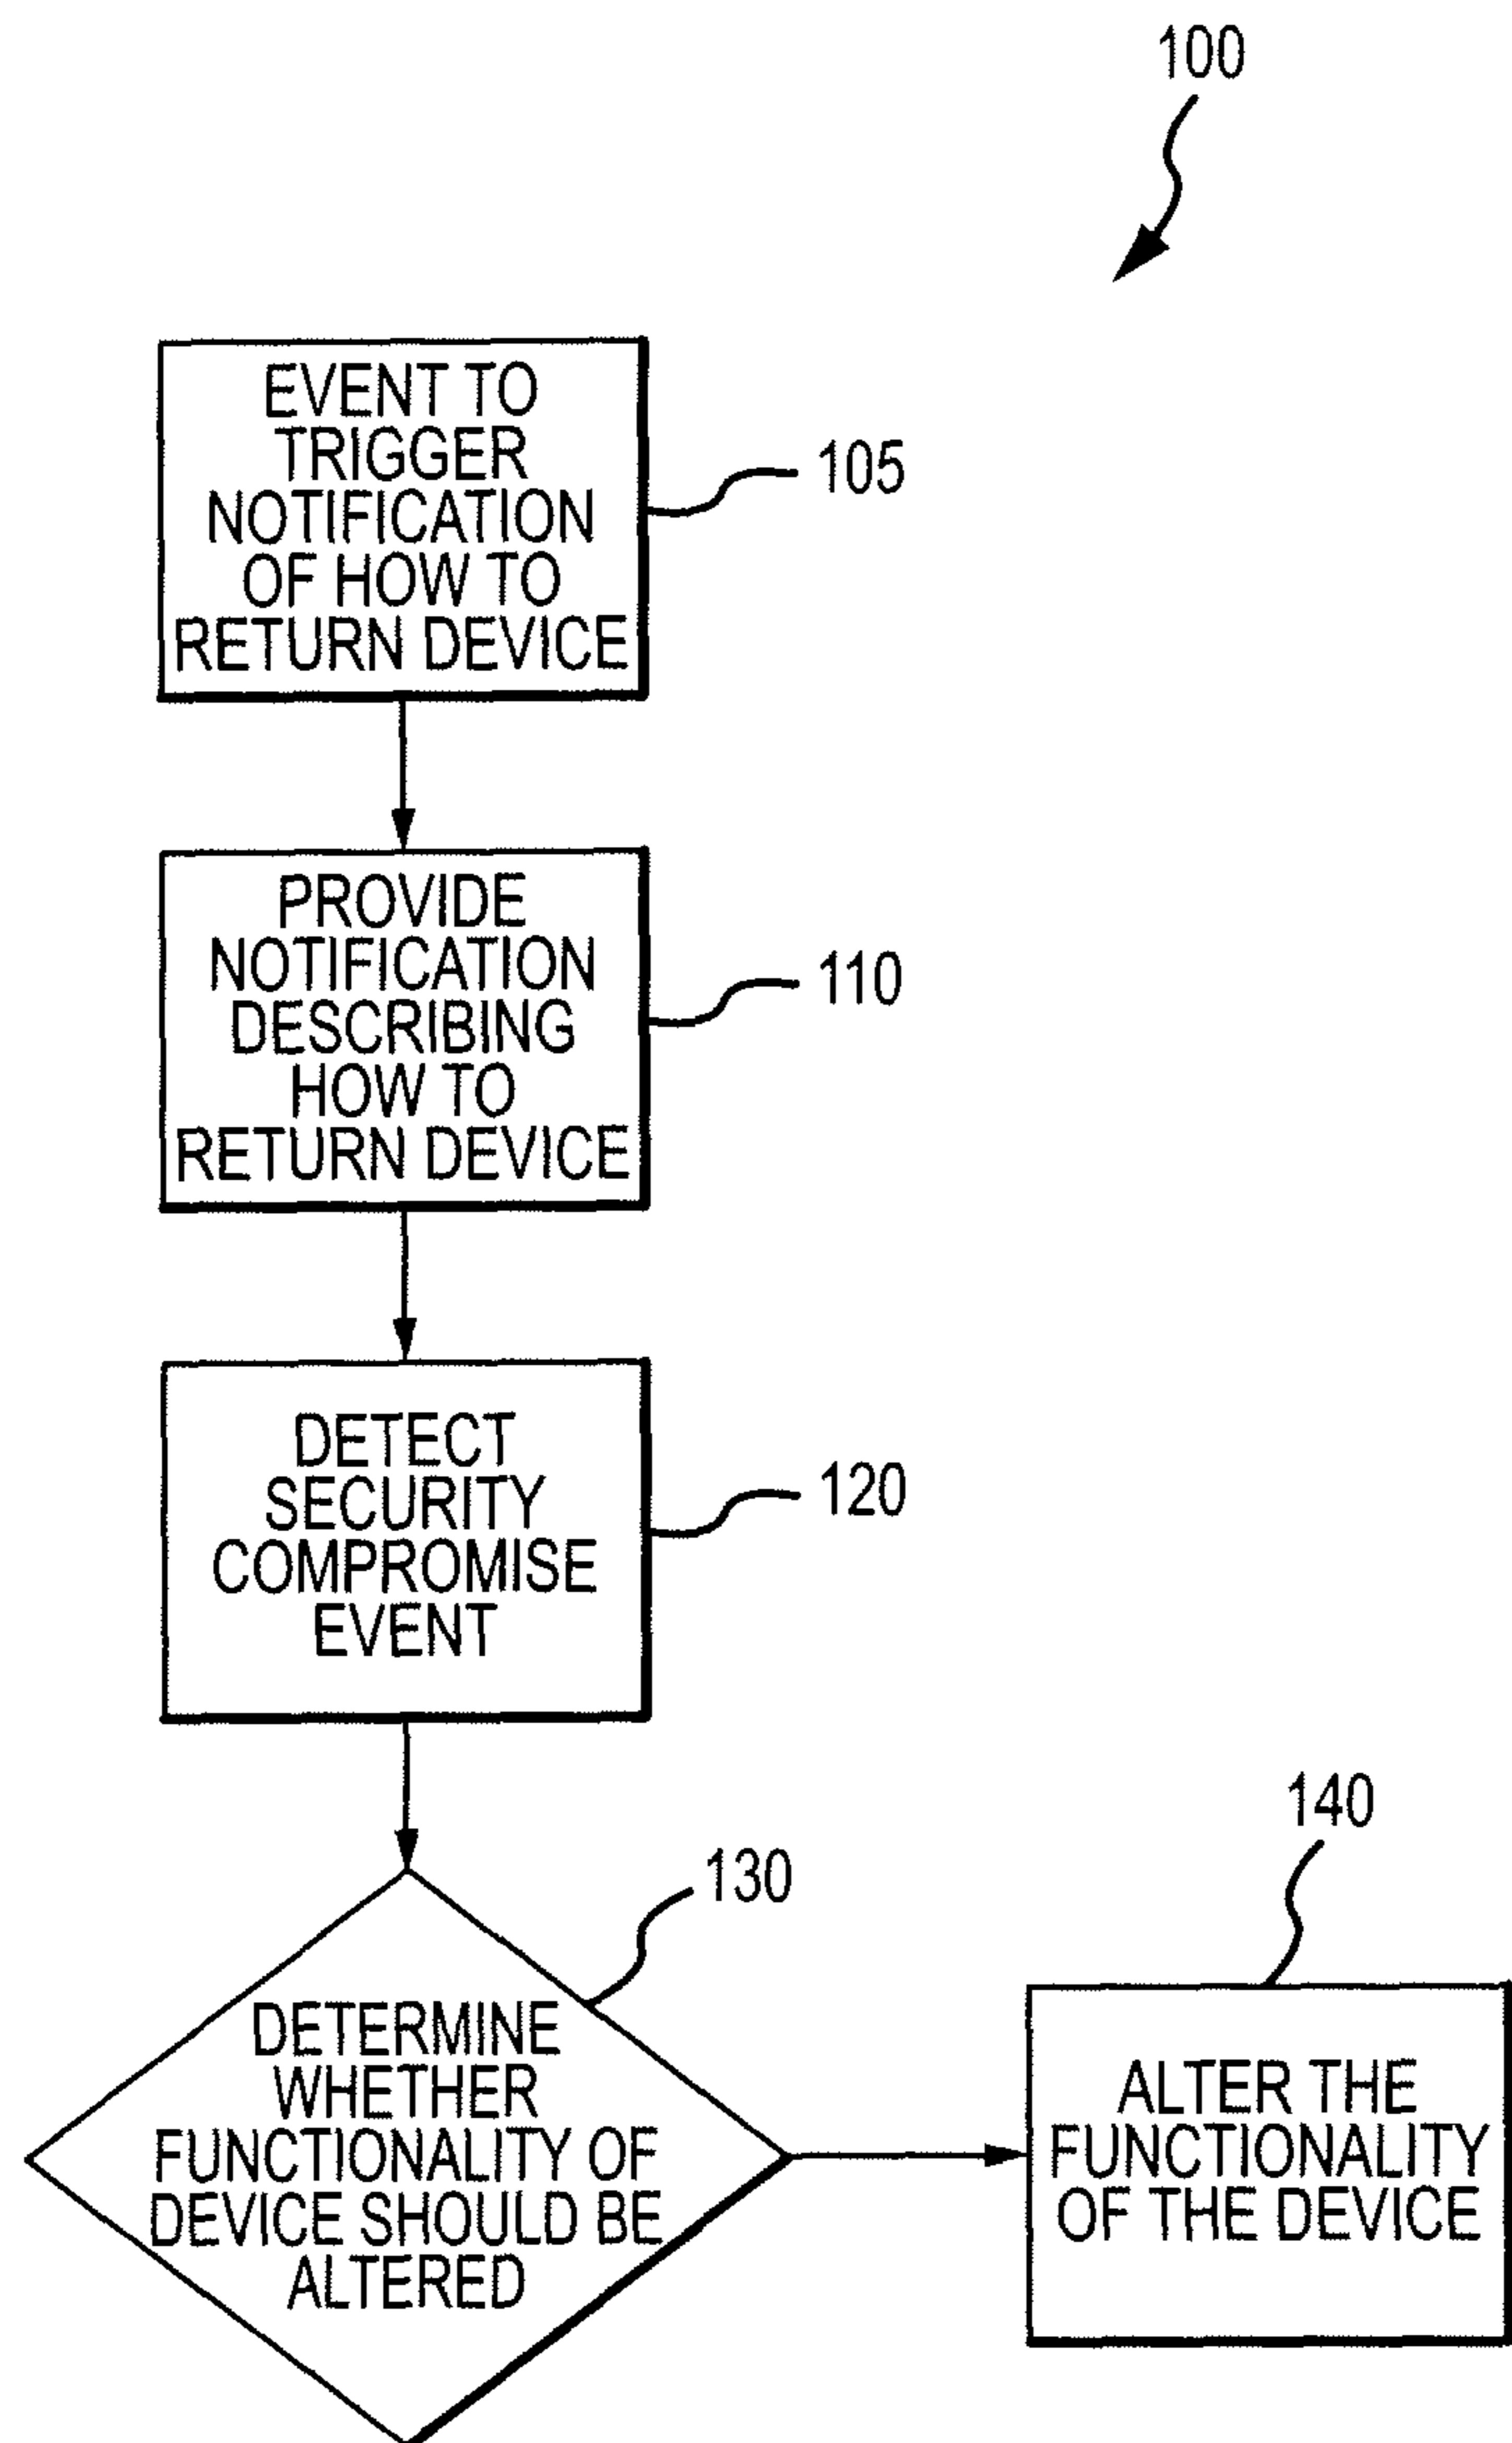 100
EVENT TO
TRIGGER
NOTIFICATION
OF HOW TO
RETURN DEVICE
105
PROVIDE
NOTIFICATION
DESCRIBING
HOW TO
RETURN DEVICE
110
DETECT
SECURITY
COMPROMISE
EVENT
120
130
DETERMINE
WHETHER
FUNCTIONALITY OF
DEVICE SHOULD BE
ALTERED
140
ALTER THE
FUNCTIONALITY
OF THE DEVICE